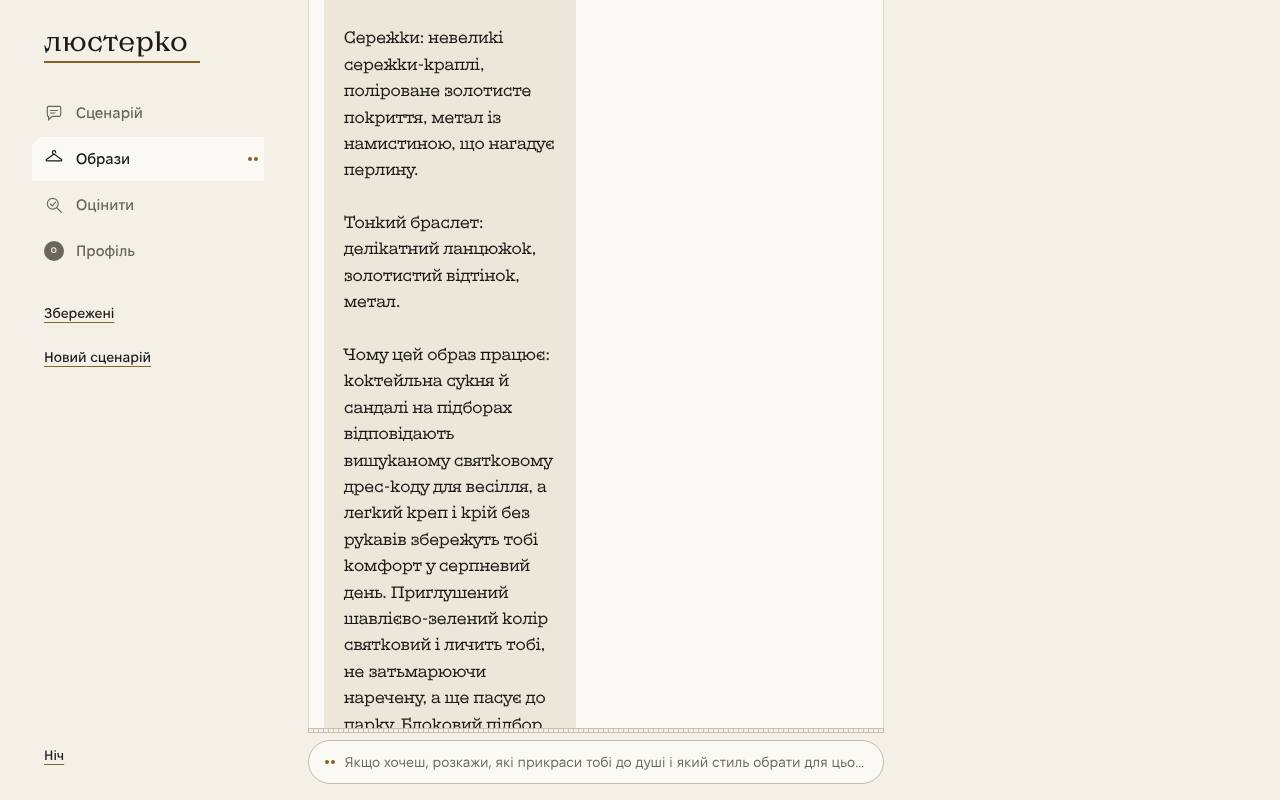 люстерко
Сценарій
Образи
Оцінити
Профіль
Збережені
Новий сценарій
Ніч
Сережки: невеликі
сережки-краплі,
поліроване золотисте
покриття, метал із
намистиною, що нагадує
перлину.
Тонкий браслет:
делікатний ланцюжок,
золотистий відтінок,
метал.
Чому цей образ працює:
коктейльна сукня й
сандалі на підборах
відповідають
вишуканому святковому
дрес-коду для весілля, а
легкий креп і крій без
рукавів збережуть тобі
комфорт у серпневий
день. Приглушений
шавлієво-зелений колір
святковий і личить тобі,
не затьмарюючи
наречену, а ще пасує до
парку. Блоковий підбор
Якщо хочеш, розкажи, які прикраси тобі до душі і який стиль обрати для цьо...